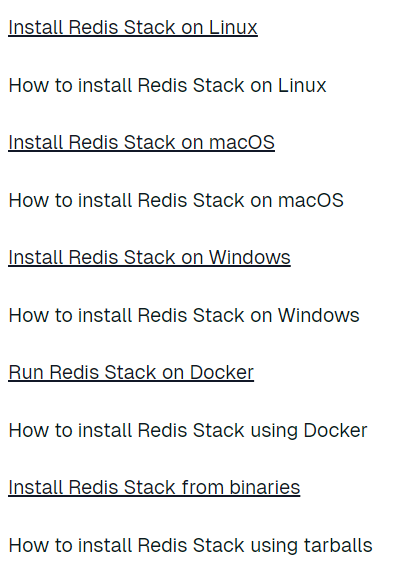 Install Redis Stack on Linux
How to install Redis Stack on Linux
Install Redis Stack on macOS
How to install Redis Stack on macOS
Install Redis Stack on Windows
How to install Redis Stack on Windows
Run Redis Stack on Docker
How to install Redis Stack using Docker
Install Redis Stack from binaries
How to install Redis Stack using tarballs